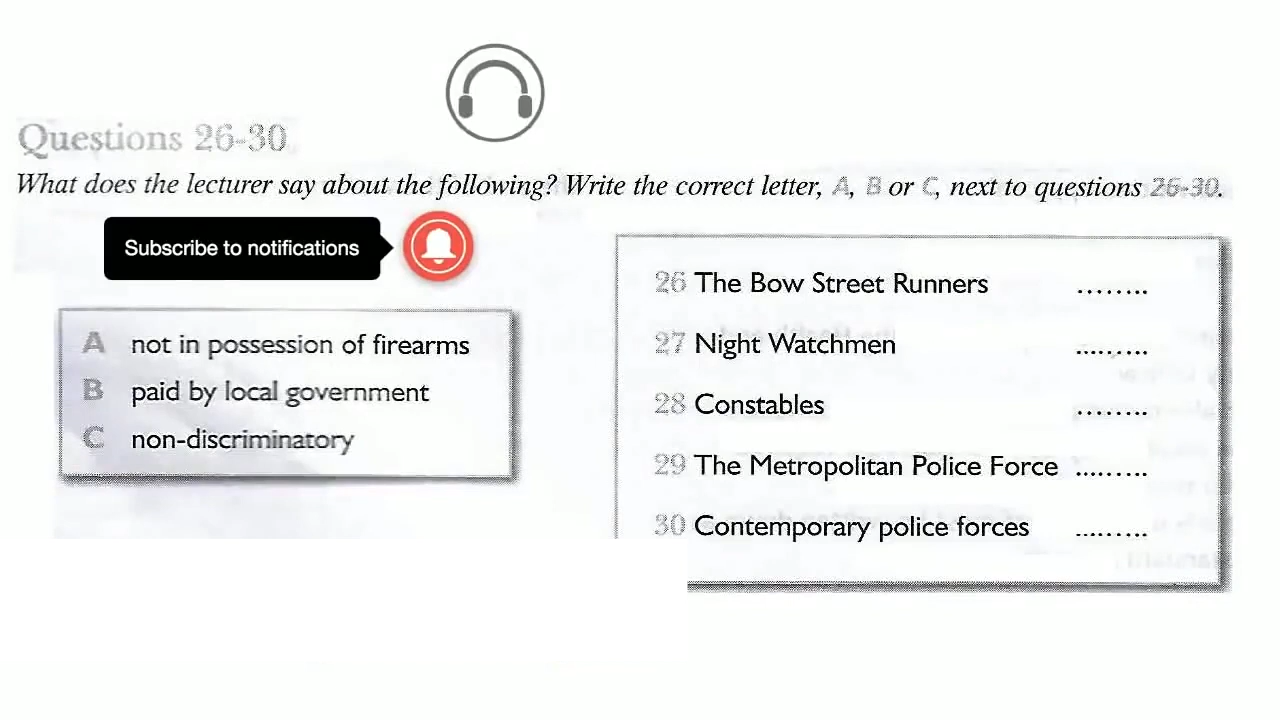 Questions 26-30
What does the lecturer say about the following? Write the correct letter, A, B or C, next to questions 26-30.
Subscribe to notifications
A not in possession of firearms
B paid by local government
C non-discriminatory
26 The Bow Street Runners ........
27 Night Watchmen ........
28 Constables ........
29 The Metropolitan Police Force ........
30 Contemporary police forces ........